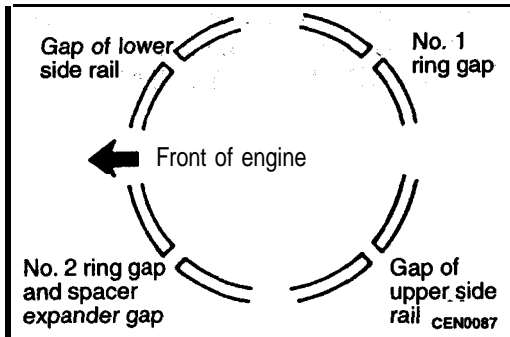 Gap of lower
side rail
No. 1
ring gap
Front of engine
No. 2 ring gap
and spacer
expander gap
Gap of
upper side
rail
CEN0087